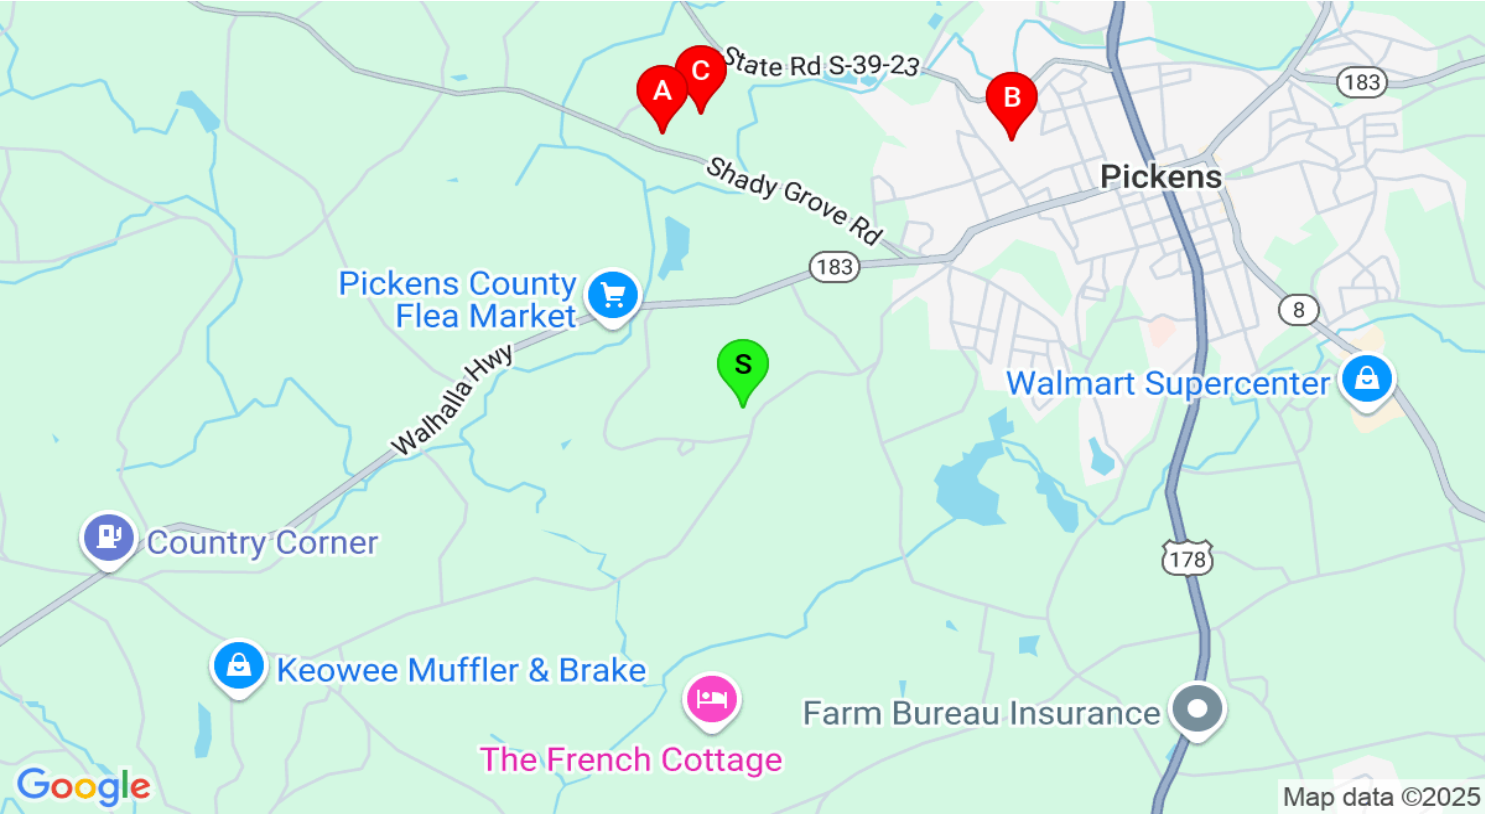 State Rd S-39-23
C
A
B
183
Pickens
Shady Grove Rd
183
Pickens County
Flea Market
8
Walhalla Hwy
S
Walmart Supercenter
Country Corner
178
Keowee Muffler & Brake
Farm Bureau Insurance
The French Cottage
Google
Map data ©2025